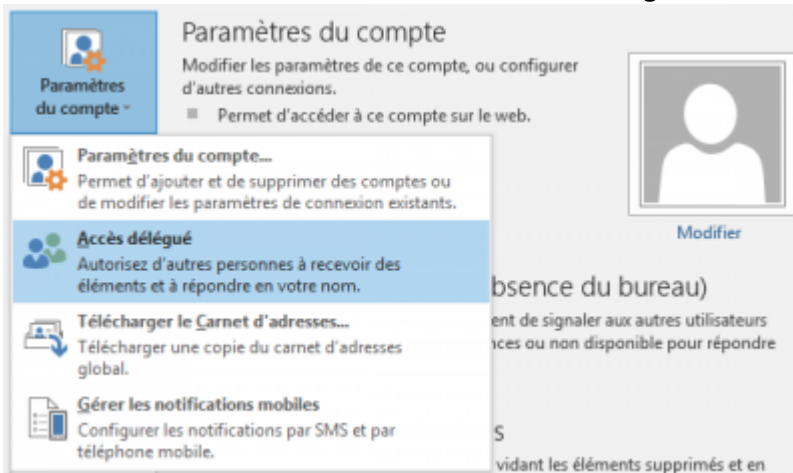 Paramètres du compte
Modifier les paramètres de ce compte, ou configurer
d'autres connexions.
Permet d'accéder à ce compte sur le web.
Paramètres
du compte
Modifier
Paramètres du compte...
Permet d'ajouter et de supprimer des comptes ou
de modifier les paramètres de connexion existants.
Accès délégué
Autorisez d'autres personnes à recevoir des
éléments et à répondre en votre nom.
Télécharger le Carnet d'adresses...
Télécharger une copie du carnet d'adresses
global.
Gérer les notifications mobiles
Configurer les notifications par SMS et par
téléphone mobile.
bsence du bureau)
ent de signaler aux autres utilisateurs
nces ou non disponible pour répondre
s
vidant les éléments supprimés et en